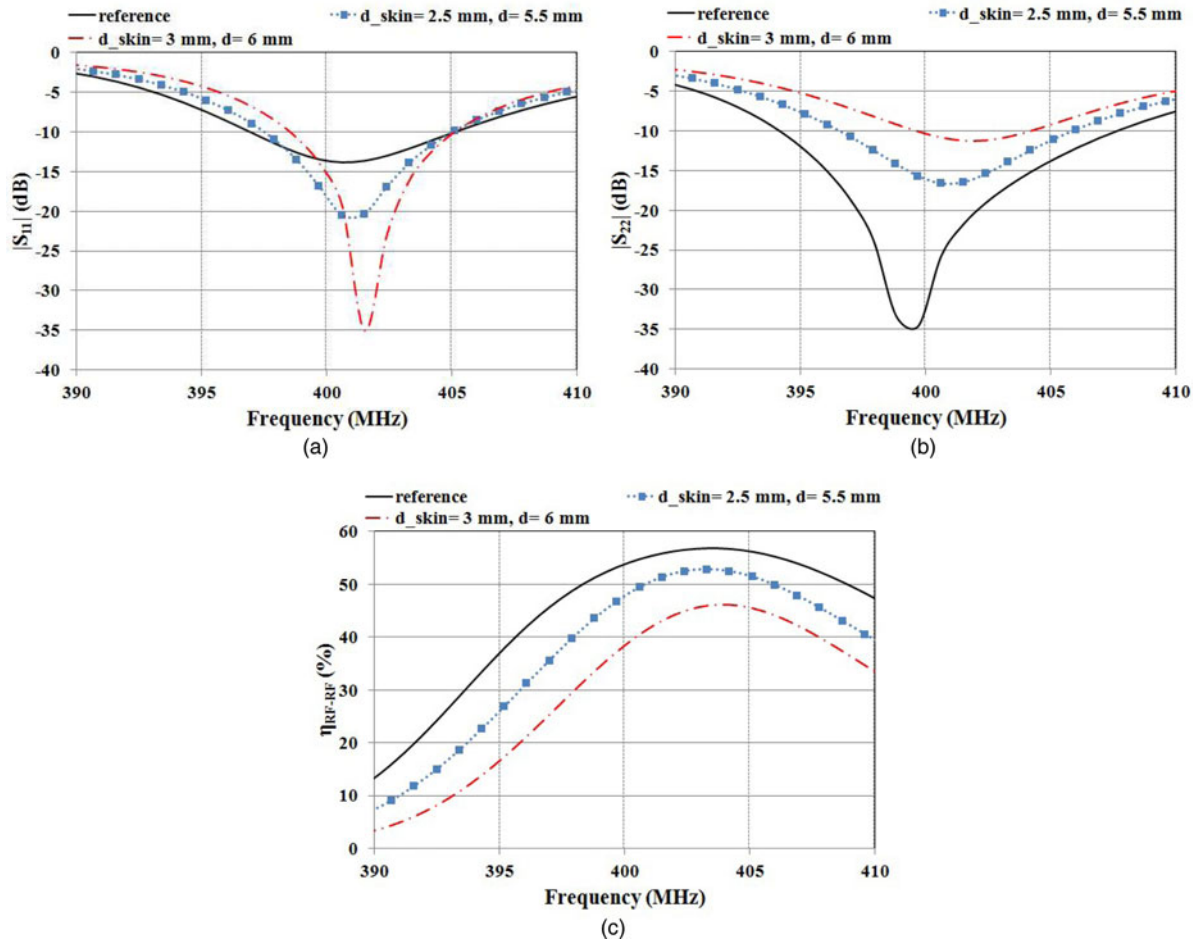 reference
d_skin= 2.5 mm, d= 5.5 mm
d_skin= 3 mm, d= 6 mm
|S11| (dB)
0
-5
-10
-15
-20
-25
-30
-35
-40
390
395
400
405
410
Frequency (MHz)
(a)
reference
d_skin= 2.5 mm, d= 5.5 mm
d_skin= 3 mm, d= 6 mm
|S22| (dB)
0
-5
-10
-15
-20
-25
-30
-35
-40
390
395
400
405
410
Frequency (MHz)
(b)
reference
d_skin= 2.5 mm, d= 5.5 mm
d_skin= 3 mm, d= 6 mm
ηRF-RF (%)
60
50
40
30
20
10
0
390
395
400
405
410
Frequency (MHz)
(c)